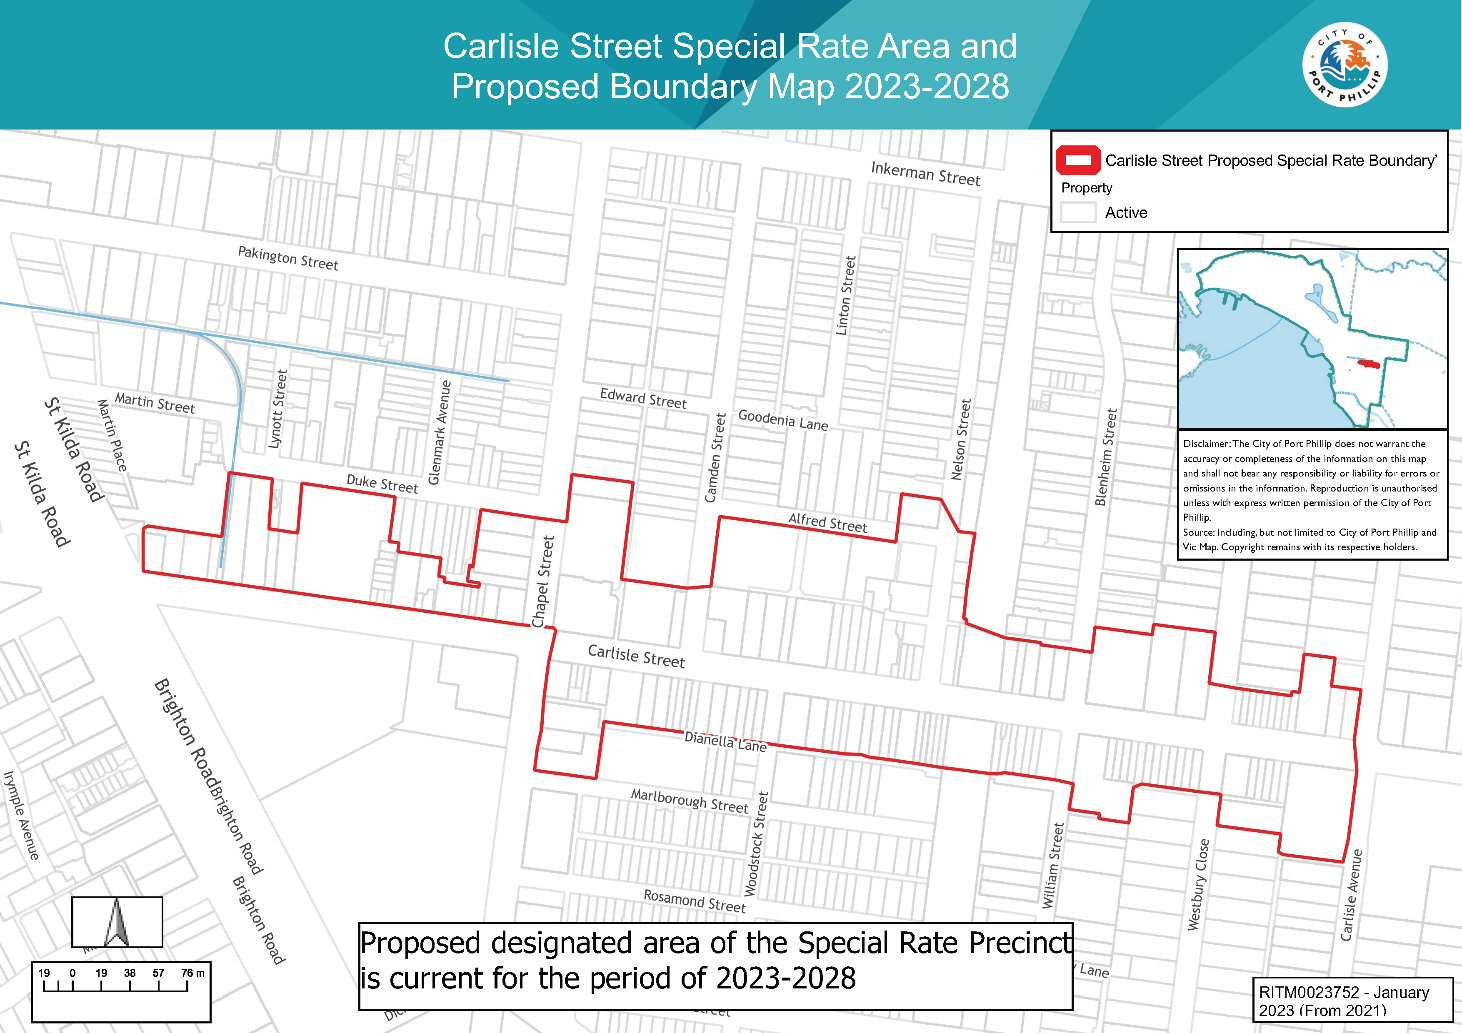 Carlisle Street Special Rate Area and
Proposed Boundary Map 2023-2028
CITY OF
PORT PHILLIP
Carlisle Street Proposed Special Rate Boundary'
Property
Active
Inkerman Street
Pakington Street
Linton Street
Lynott Street
Glenmark Avenue
Martin Street
Martin Place
St Kilda Road
St Kilda Road
Edward Street
Goodenia Lane
Camden Street
Nelson Street
Blenheim Street
Duke Street
Alfred Street
Chapel Street
Carlisle Street
Dianella Lane
Marlborough Street
Woodstock Street
Rosamond Street
William Street
Westbury Close
Carlisle Avenue
Brighton Road
Brighton Road
Brighton Road
Irymple Avenue
Lane
Disclaimer: The City of Port Phillip does not warrant the
accuracy or completeness of the information on this map
and shall not bear any responsibility or liability for errors or
omissions in the information. Reproduction is unauthorised
unless with express written permission of the City of Port
Phillip.
Source: Including, but not limited to City of Port Phillip and
Vic Map. Copyright remains with its respective holders.
19 0 19 38 57 76 m
Proposed designated area of the Special Rate Precinct
is current for the period of 2023-2028
RITM0023752 - January
2023 (From 2021)